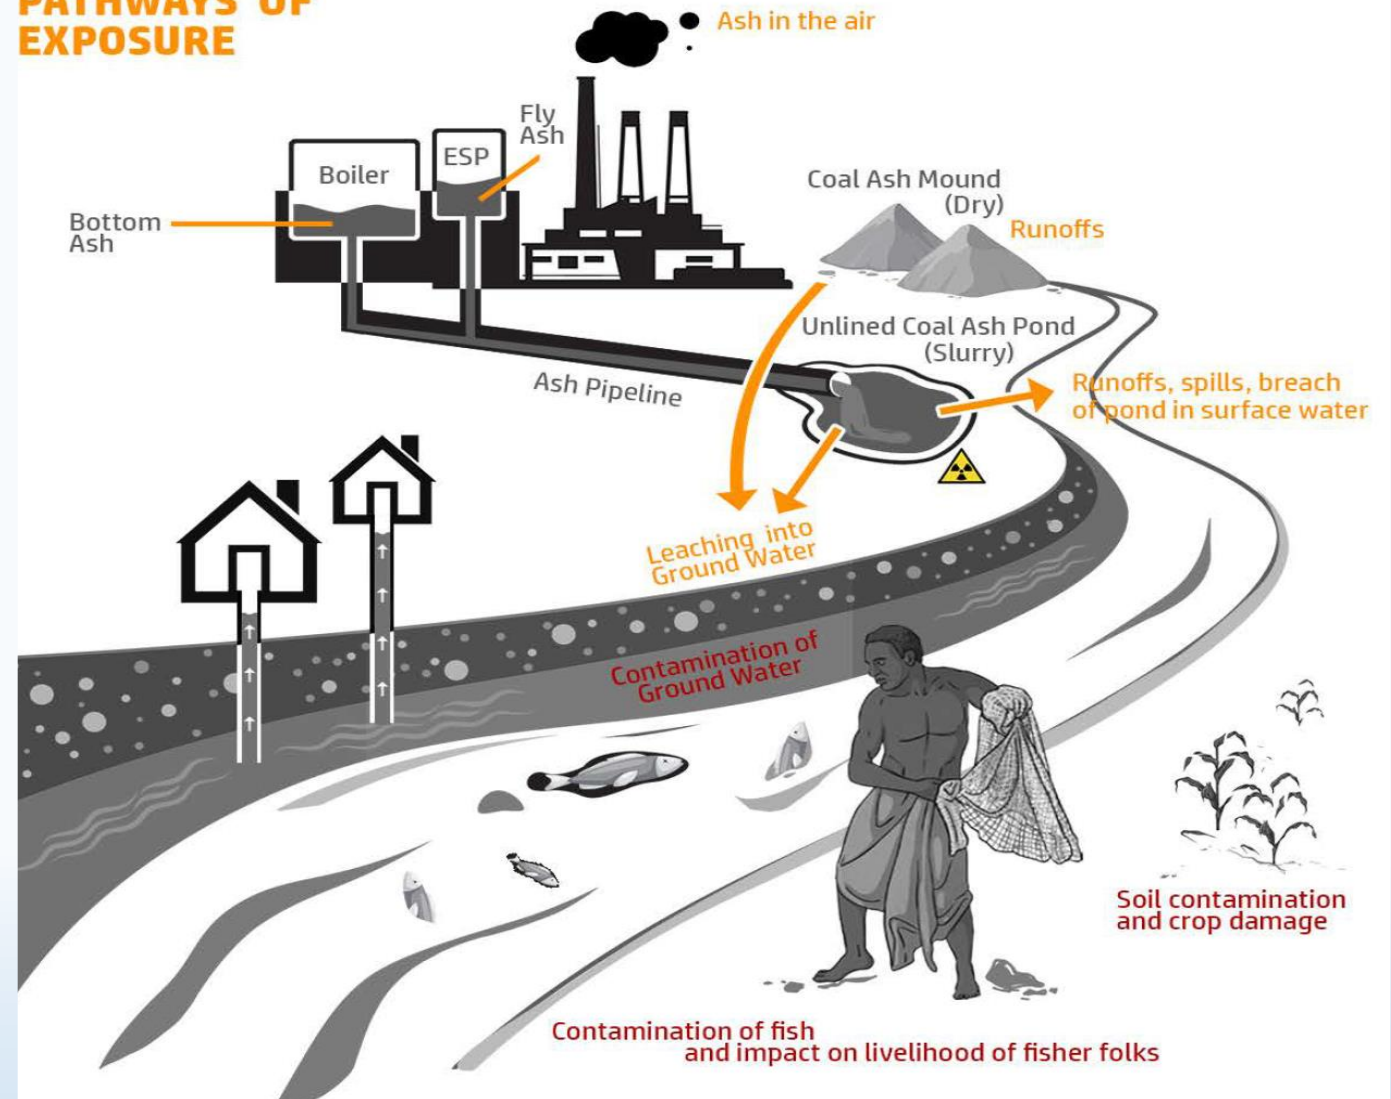 PATHWAYS OF
EXPOSURE
Ash in the air
Fly
Ash
ESP
Boiler
Bottom
Ash
Coal Ash Mound
(Dry)
Runoffs
Unlined Coal Ash Pond
(Slurry)
Ash Pipeline
Runoffs, spills, breach
of pond in surface water
Leaching into
Ground Water
Contamination of
Ground Water
Soil contamination
and crop damage
Contamination of fish
and impact on livelihood of fisher folks